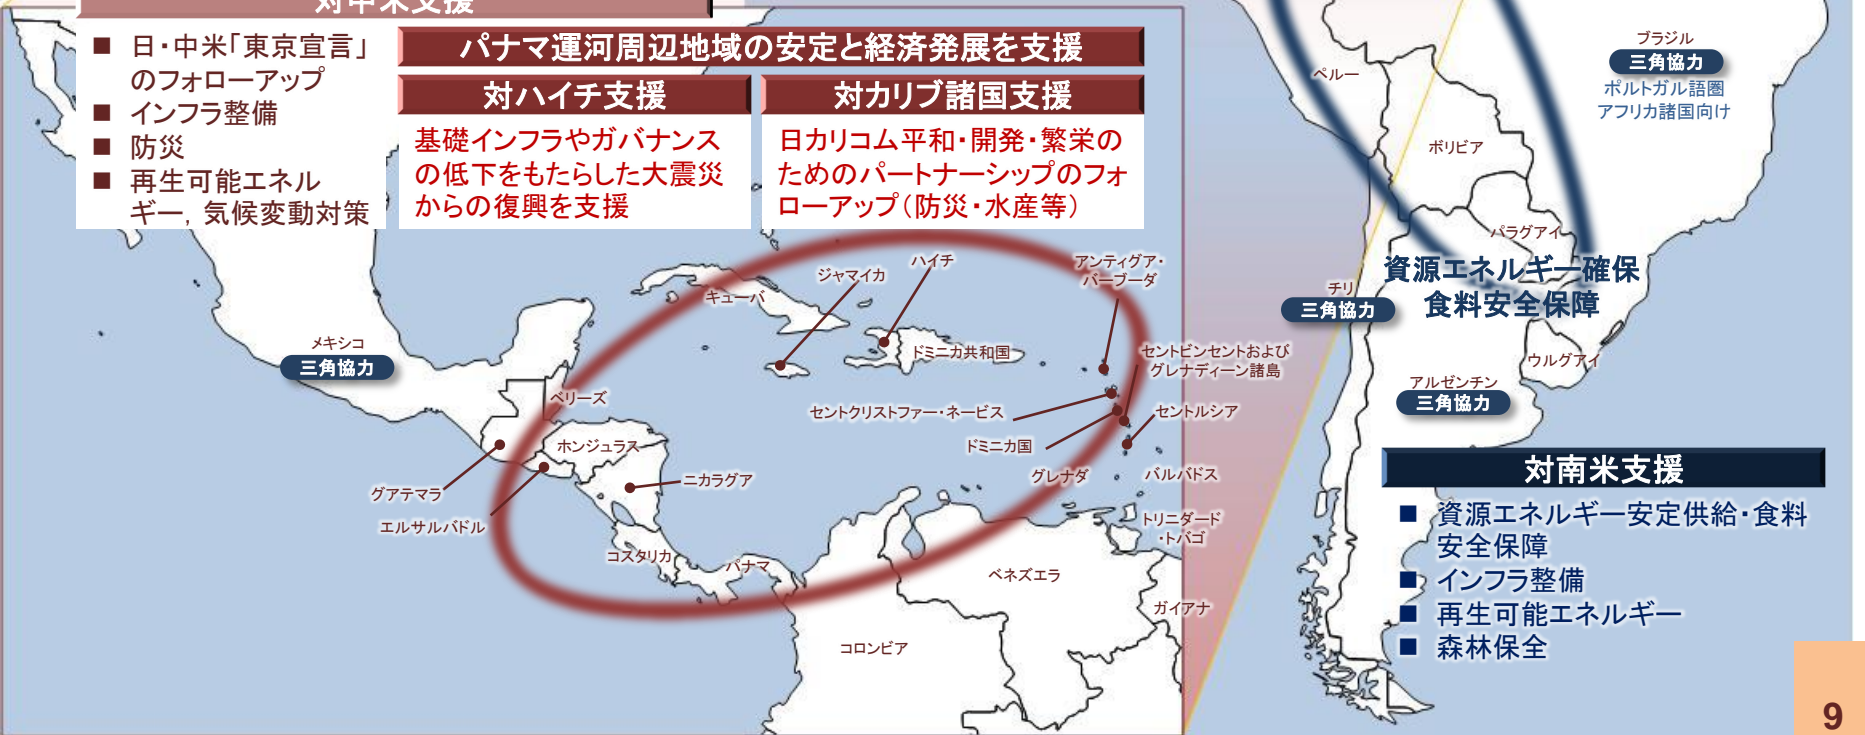 対中米支援
■ 日・中米「東京宣言」
のフォローアップ
■ インフラ整備
■ 防災
■ 再生可能エネル
ギー，気候変動対策
パナマ運河周辺地域の安定と経済発展を支援
対ハイチ支援
基礎インフラやガバナンス
の低下をもたらした大震災
からの復興を支援
対カリブ諸国支援
日カリコム平和・開発・繁栄の
ためのパートナーシップのフォ
ローアップ（防災・水産等）
メキシコ
三角協力
キューバ
ジャマイカ
ハイチ
アンティグア・
バーブーダ
ドミニカ共和国
セントビンセントおよび
グレナディーン諸島
ベリーズ
セントクリストファー・ネービス
セントルシア
ホンジュラス
ドミニカ国
グアテマラ
ニカラグア
グレナダ
バルバドス
エルサルバドル
トリニダード
・トバゴ
コスタリカ
パナマ
ベネズエラ
ガイアナ
コロンビア
ペルー
ブラジル
三角協力
ポルトガル語圏
アフリカ諸国向け
ボリビア
パラグアイ
資源エネルギー確保
食料安全保障
チリ
三角協力
ウルグアイ
アルゼンチン
三角協力
対南米支援
■ 資源エネルギー安定供給・食料
安全保障
■ インフラ整備
■ 再生可能エネルギー
■ 森林保全
9